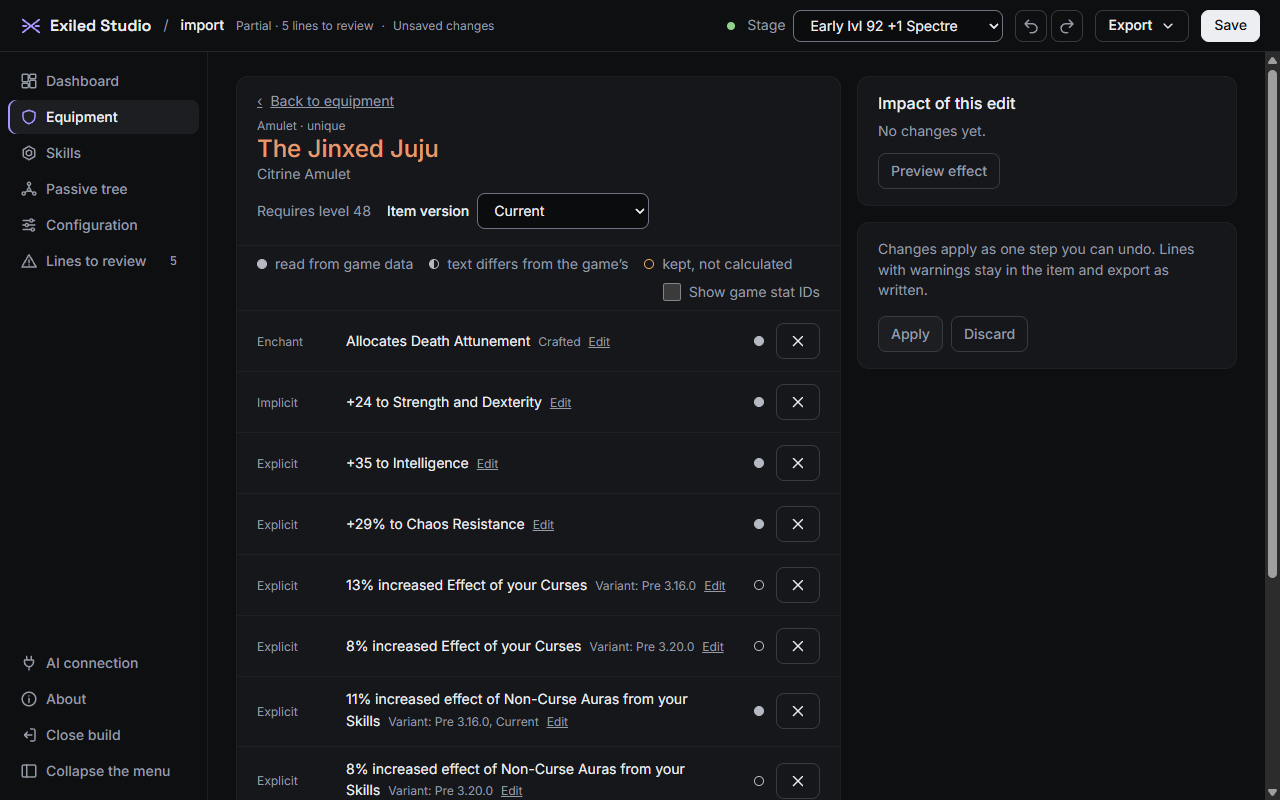 Exiled Studio / import Partial · 5 lines to review · Unsaved changes
Stage Early lvl 92 +1 Spectre Export Save
Dashboard
Equipment
Skills
Passive tree
Configuration
Lines to review 5
AI connection
About
Close build
Collapse the menu
‹ Back to equipment
Amulet · unique
The Jinxed Juju
Citrine Amulet
Requires level 48 Item version Current
read from game data text differs from the game’s kept, not calculated
Show game stat IDs
Enchant Allocates Death Attunement Crafted Edit
Implicit +24 to Strength and Dexterity Edit
Explicit +35 to Intelligence Edit
Explicit +29% to Chaos Resistance Edit
Explicit 13% increased Effect of your Curses Variant: Pre 3.16.0 Edit
Explicit 8% increased Effect of your Curses Variant: Pre 3.20.0 Edit
Explicit 11% increased effect of Non-Curse Auras from your
Skills Variant: Pre 3.16.0, Current Edit
Explicit 8% increased effect of Non-Curse Auras from your
Skills Variant: Pre 3.20.0 Edit
Impact of this edit
No changes yet.
Preview effect
Changes apply as one step you can undo. Lines
with warnings stay in the item and export as
written.
Apply Discard